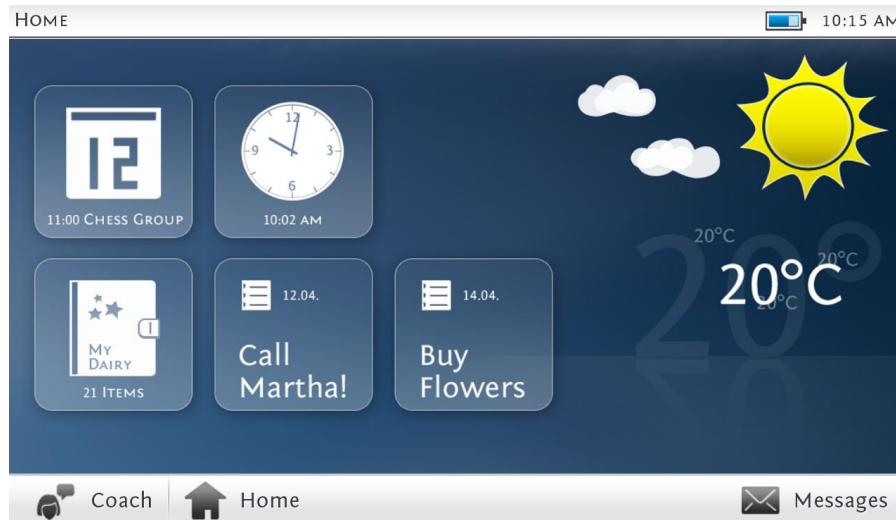 HOME
10:15 AM
12
11:00 CHESS GROUP
12
9
3
6
10:02 AM
MY
DAIRY
21 ITEMS
12.04.
Call
Martha!
14.04.
Buy
Flowers
20°
20°C
20°C
20°C
20°C
Coach
Home
Messages